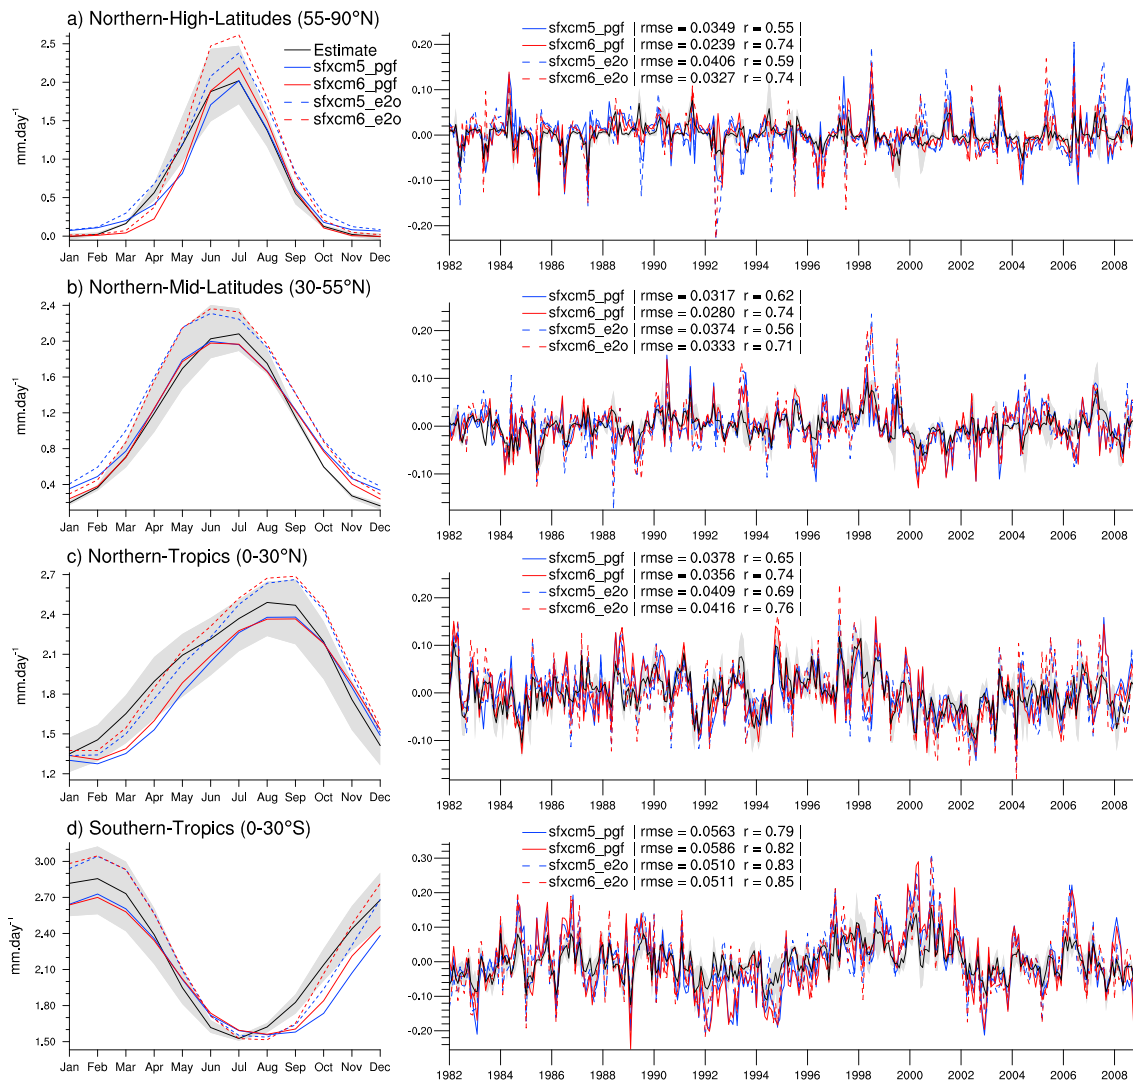 a) Northern-High-Latitudes (55-90°N)
mm.day-1
2.5
2.0
1.5
1.0
0.5
0.0
Jan Feb Mar Apr May Jun Jul Aug Sep Oct Nov Dec
Estimate
sfxcm5_pgf
sfxcm6_pgf
sfxcm5_e2o
sfxcm6_e2o
sfxcm5_pgf | rmse = 0.0349 r = 0.55 |
sfxcm6_pgf | rmse = 0.0239 r = 0.74 |
sfxcm5_e2o | rmse = 0.0406 r = 0.59 |
sfxcm6_e2o | rmse = 0.0327 r = 0.74 |
0.20
0.10
0.00
-0.10
-0.20
1982 1984 1986 1988 1990 1992 1994 1996 1998 2000 2002 2004 2006 2008
b) Northern-Mid-Latitudes (30-55°N)
mm.day-1
2.4
2.0
1.6
1.2
0.8
0.4
Jan Feb Mar Apr May Jun Jul Aug Sep Oct Nov Dec
sfxcm5_pgf | rmse = 0.0317 r = 0.62 |
sfxcm6_pgf | rmse = 0.0280 r = 0.74 |
sfxcm5_e2o | rmse = 0.0374 r = 0.56 |
sfxcm6_e2o | rmse = 0.0333 r = 0.71 |
0.20
0.10
0.00
-0.10
1982 1984 1986 1988 1990 1992 1994 1996 1998 2000 2002 2004 2006 2008
c) Northern-Tropics (0-30°N)
mm.day-1
2.7
2.4
2.1
1.8
1.5
1.2
Jan Feb Mar Apr May Jun Jul Aug Sep Oct Nov Dec
sfxcm5_pgf | rmse = 0.0378 r = 0.65 |
sfxcm6_pgf | rmse = 0.0356 r = 0.74 |
sfxcm5_e2o | rmse = 0.0409 r = 0.69 |
sfxcm6_e2o | rmse = 0.0416 r = 0.76 |
0.20
0.10
0.00
-0.10
1982 1984 1986 1988 1990 1992 1994 1996 1998 2000 2002 2004 2006 2008
d) Southern-Tropics (0-30°S)
mm.day-1
3.00
2.70
2.40
2.10
1.80
1.50
Jan Feb Mar Apr May Jun Jul Aug Sep Oct Nov Dec
sfxcm5_pgf | rmse = 0.0563 r = 0.79 |
sfxcm6_pgf | rmse = 0.0586 r = 0.82 |
sfxcm5_e2o | rmse = 0.0510 r = 0.83 |
sfxcm6_e2o | rmse = 0.0511 r = 0.85 |
0.30
0.20
0.10
0.00
-0.10
-0.20
1982 1984 1986 1988 1990 1992 1994 1996 1998 2000 2002 2004 2006 2008